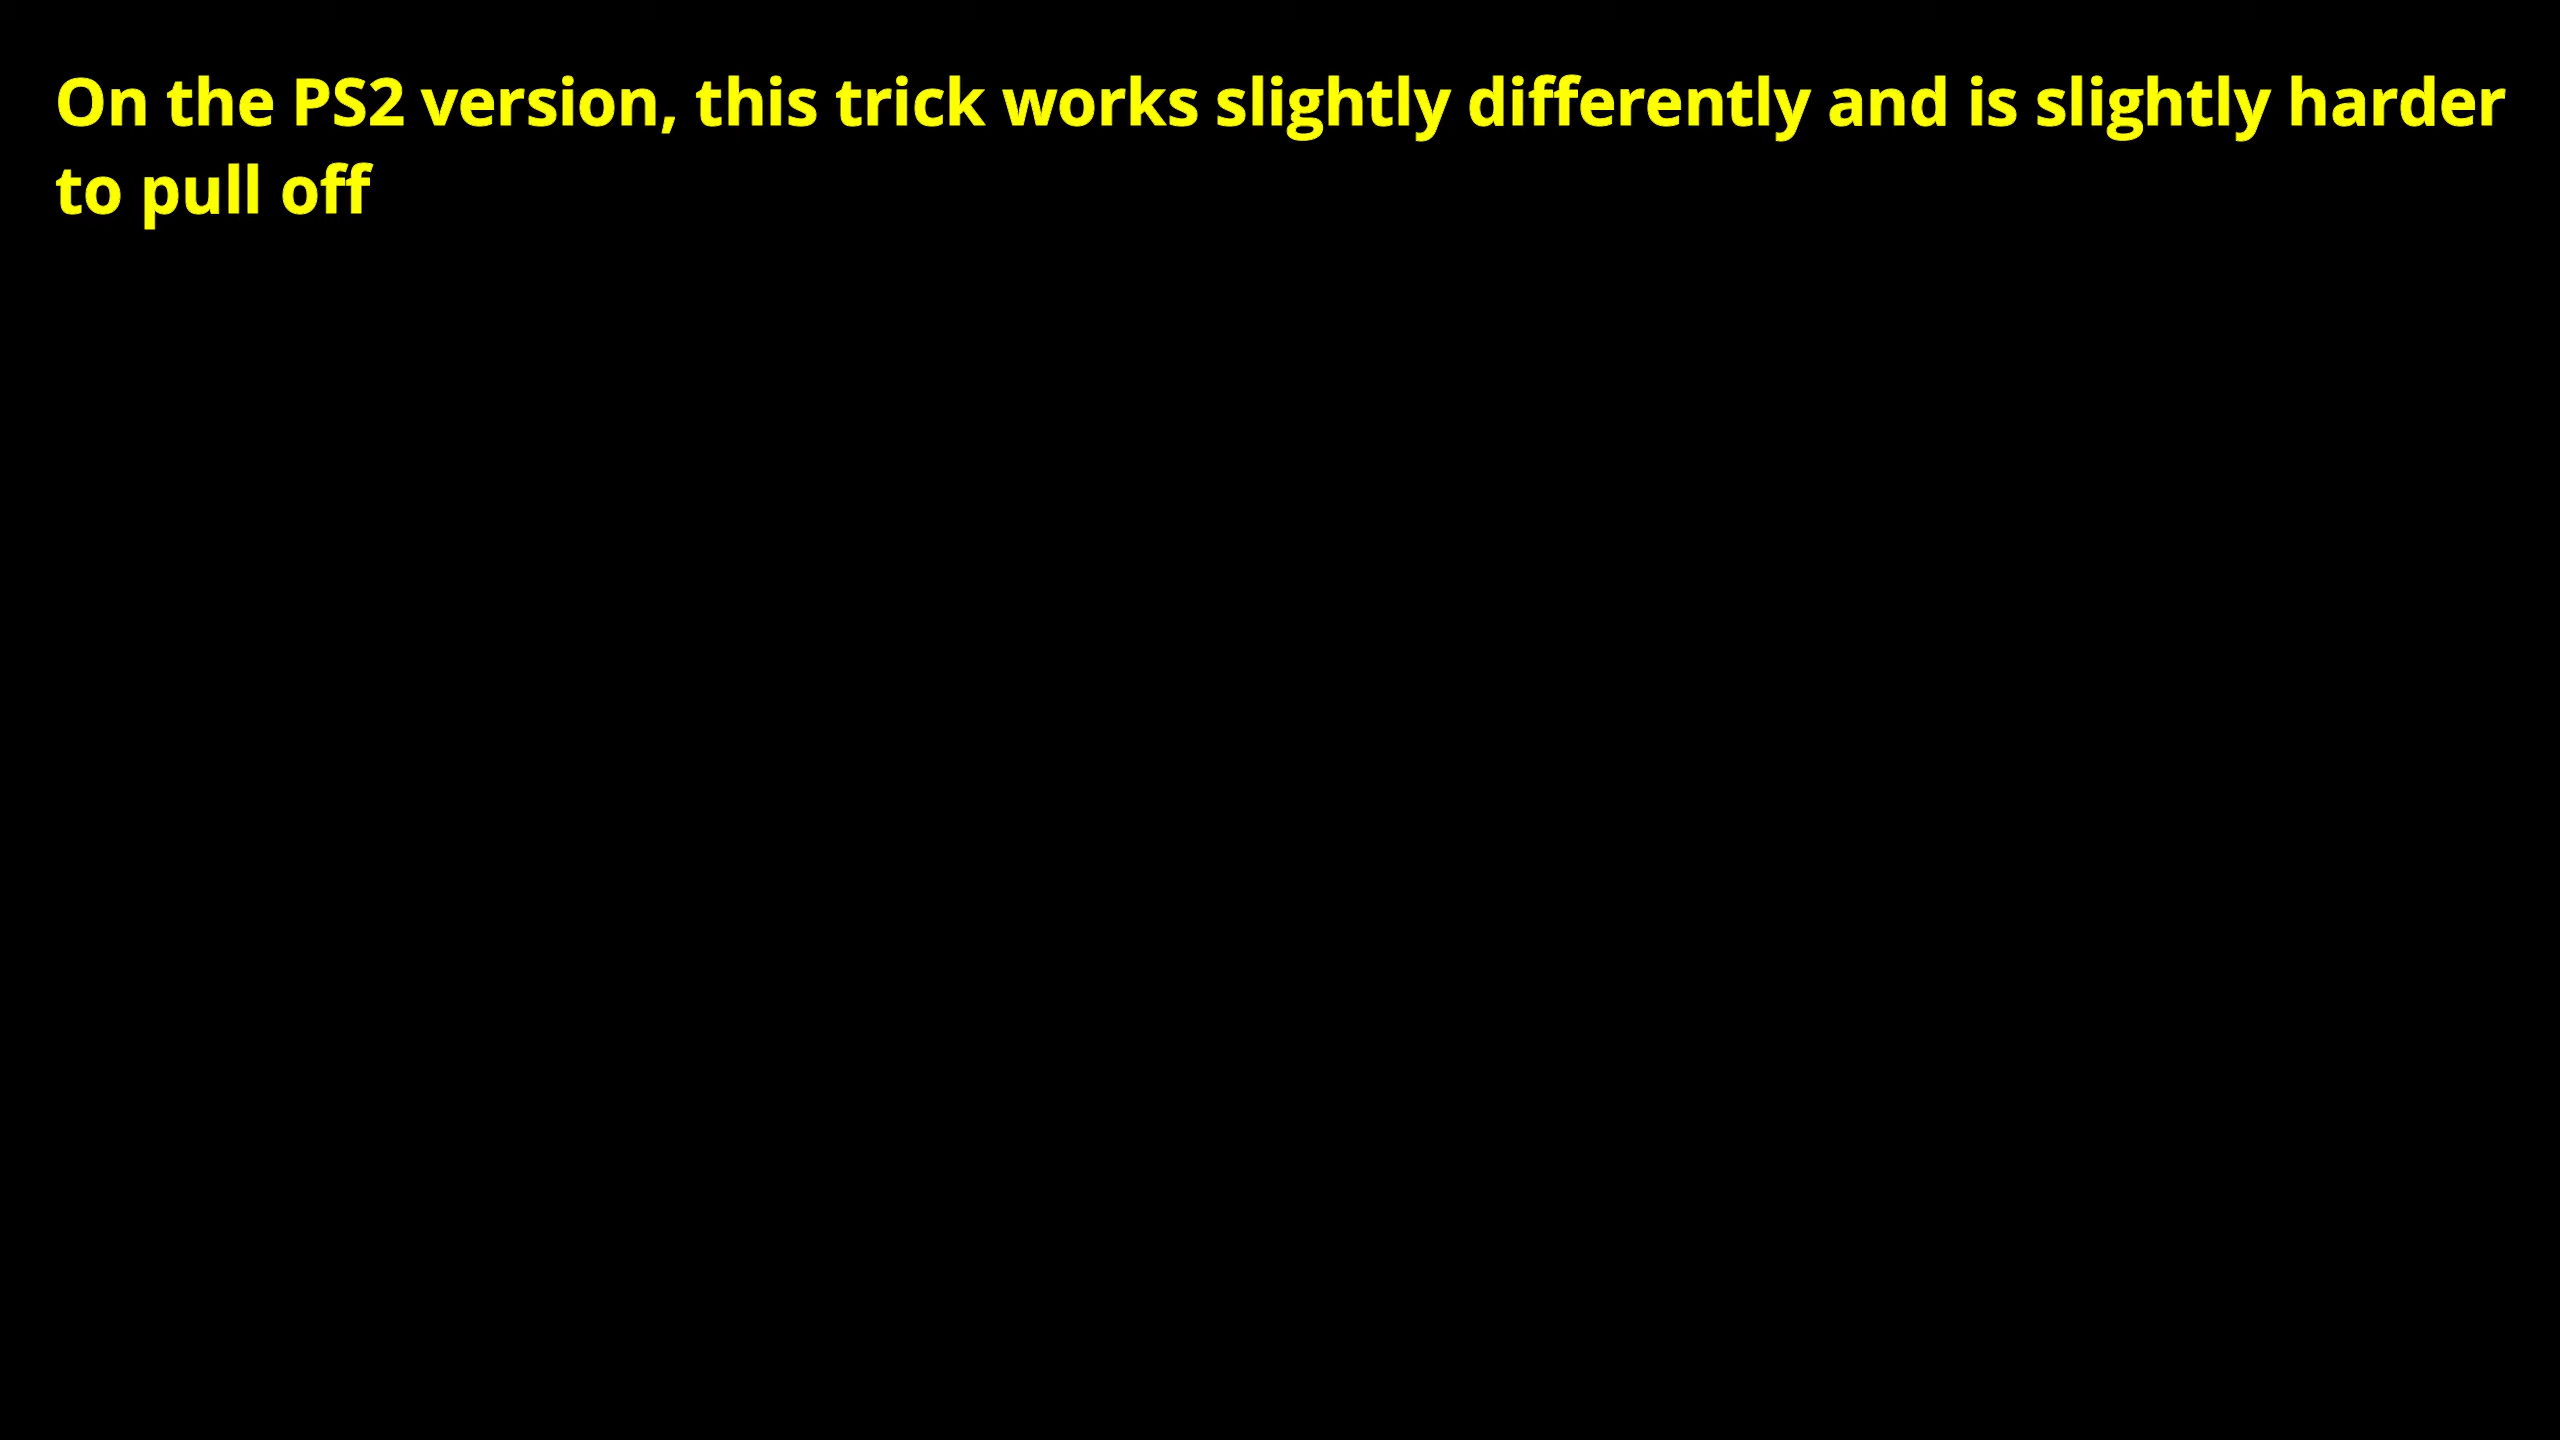 On the PS2 version, this trick works slightly differently and is slightly harder
to pull off